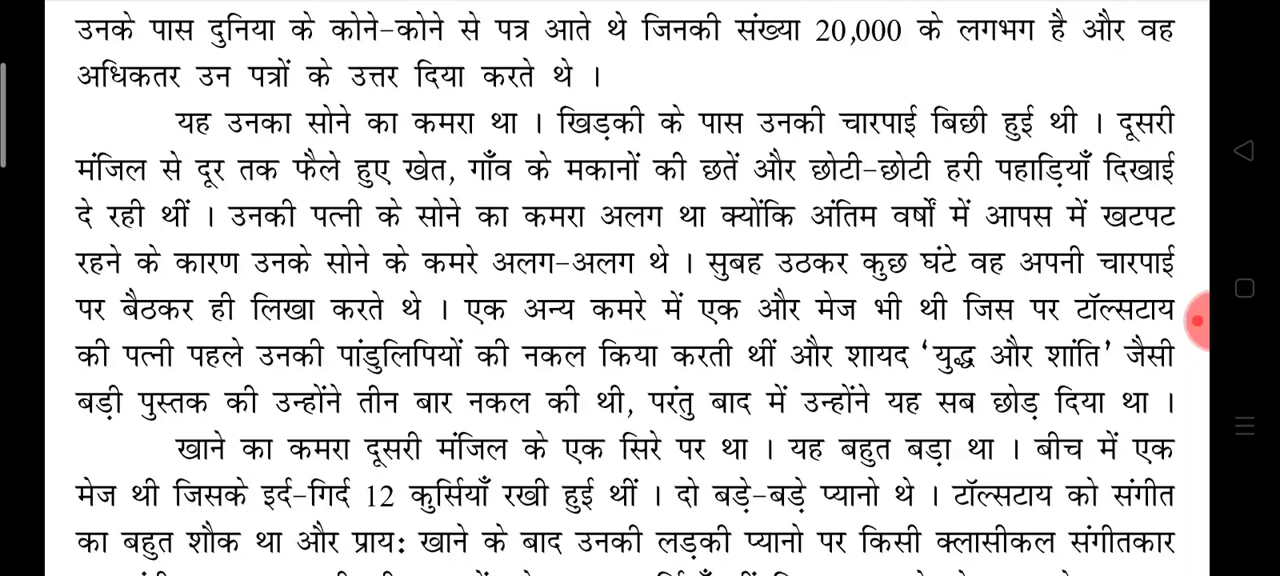 उनके पास दुनिया के कोने-कोने से पत्र आते थे जिनकी संख्या 20,000 के लगभग है और वह
अधिकतर उन पत्रों के उत्तर दिया करते थे ।
यह उनका सोने का कमरा था । खिड़की के पास उनकी चारपाई बिछी हुई थी । दूसरी
मंजिल से दूर तक फैले हुए खेत, गाँव के मकानों की छतें और छोटी-छोटी हरी पहाड़ियाँ दिखाई
दे रही थीं । उनकी पत्नी के सोने का कमरा अलग था क्योंकि अंतिम वर्षों में आपस में खटपट
रहने के कारण उनके सोने के कमरे अलग-अलग थे । सुबह उठकर कुछ घंटे वह अपनी चारपाई
पर बैठकर ही लिखा करते थे । एक अन्य कमरे में एक और मेज भी थी जिस पर टॉल्सटाय
की पत्नी पहले उनकी पांडुलिपियों की नकल किया करती थीं और शायद ‘युद्ध और शांति’ जैसी
बड़ी पुस्तक की उन्होंने तीन बार नकल की थी, परंतु बाद में उन्होंने यह सब छोड़ दिया था ।
खाने का कमरा दूसरी मंजिल के एक सिरे पर था । यह बहुत बड़ा था । बीच में एक
मेज थी जिसके इर्द-गिर्द 12 कुर्सियाँ रखी हुई थीं । दो बड़े-बड़े प्यानो थे । टॉल्सटाय को संगीत
का बहुत शौक था और प्राय: खाने के बाद उनकी लड़की प्यानो पर किसी क्लासीकल संगीतकार